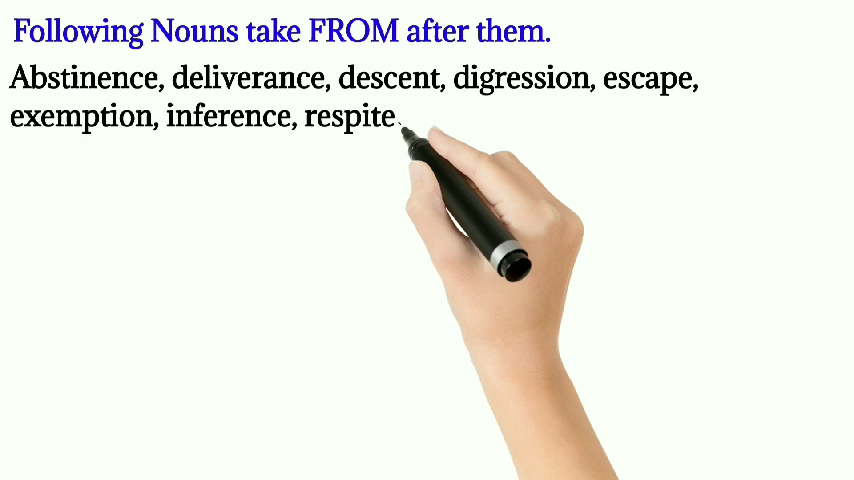 Following Nouns take FROM after them.
Abstinence, deliverance, descent, digression, escape,
exemption, inference, respite